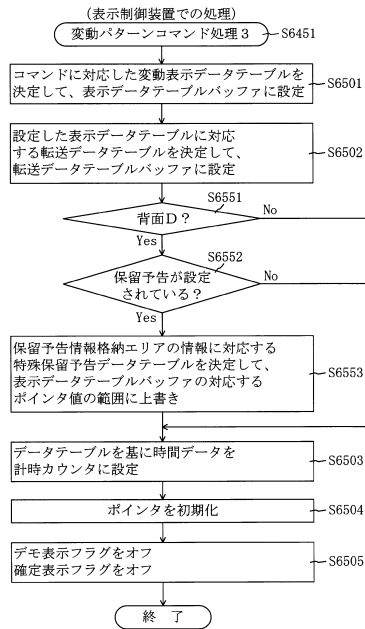 (表示制御装置での処理)
変動パターンコマンド処理3
S6451
コマンドに対応した変動表示データテーブルを
決定して、表示データテーブルバッファに設定
S6501
設定した表示データテーブルに対応
する転送データテーブルを決定して、
転送データテーブルバッファに設定
S6502
S6551
背面D?
No
Yes
S6552
保留予告が設定
されている?
No
Yes
保留予告情報格納エリアの情報に対応する
特殊保留予告データテーブルを決定して、
表示データテーブルバッファの対応する
ポインタ値の範囲に上書き
S6553
データテーブルを基に時間データを
計時カウンタに設定
S6503
ポインタを初期化
S6504
デモ表示フラグをオフ
確定表示フラグをオフ
S6505
終 了